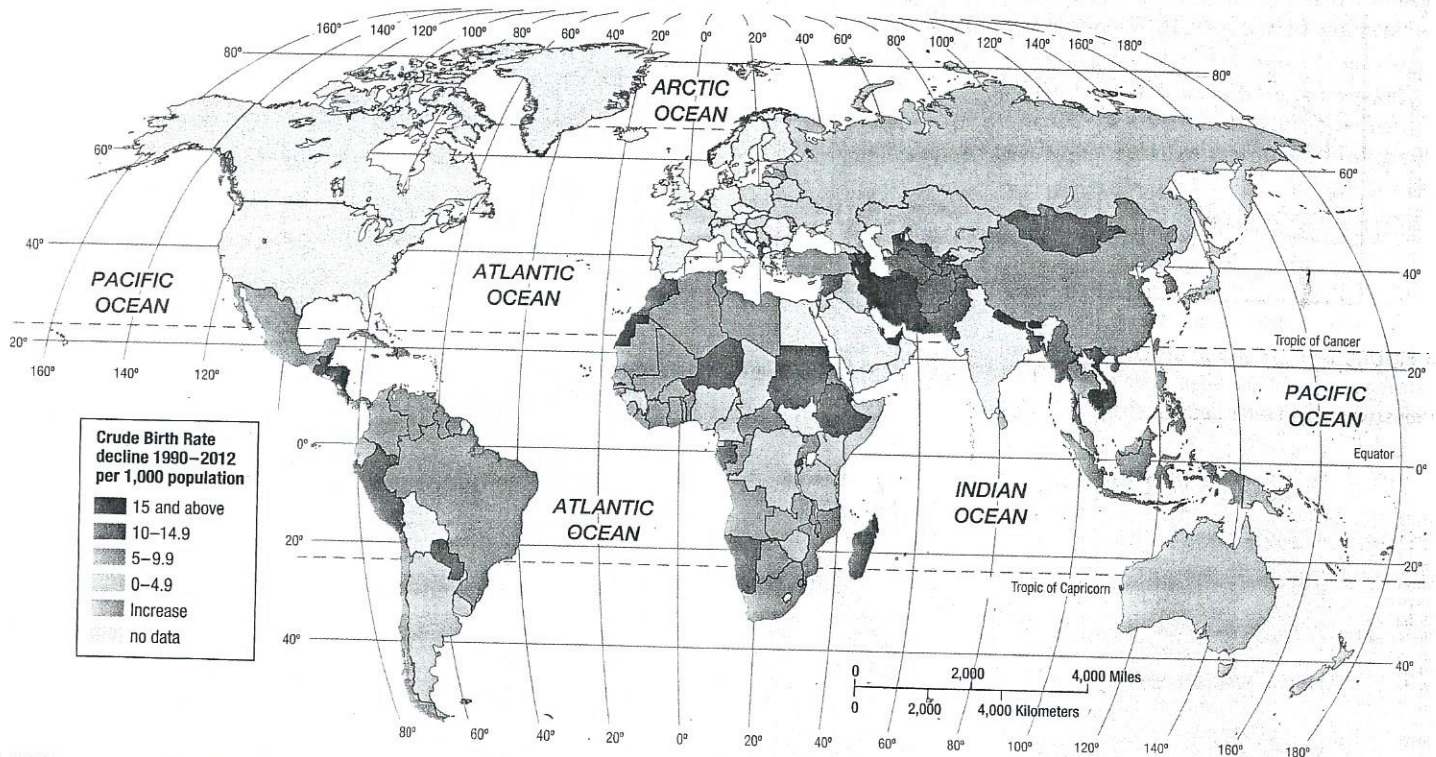 160° 140° 120° 100° 80° 60° 40° 20° 0° 20° 40° 60° 80° 100° 120° 140° 160° 180°
80° 80°
ARCTIC
OCEAN
60° 60°
40° 40°
PACIFIC
OCEAN
ATLANTIC
OCEAN
Tropic of Cancer
20° 20°
160° 140° 120°
PACIFIC
OCEAN
Crude Birth Rate
decline 1990–2012
per 1,000 population
15 and above
10–14.9
5–9.9
0–4.9
Increase
no data
Equator
0° 0°
ATLANTIC
OCEAN
INDIAN
OCEAN
20° 20°
Tropic of Capricorn
40° 40°
0 2,000 4,000 Miles
0 2,000 4,000 Kilometers
80° 60° 40° 20° 0° 20° 40° 60° 80° 100° 120° 140° 160° 180°